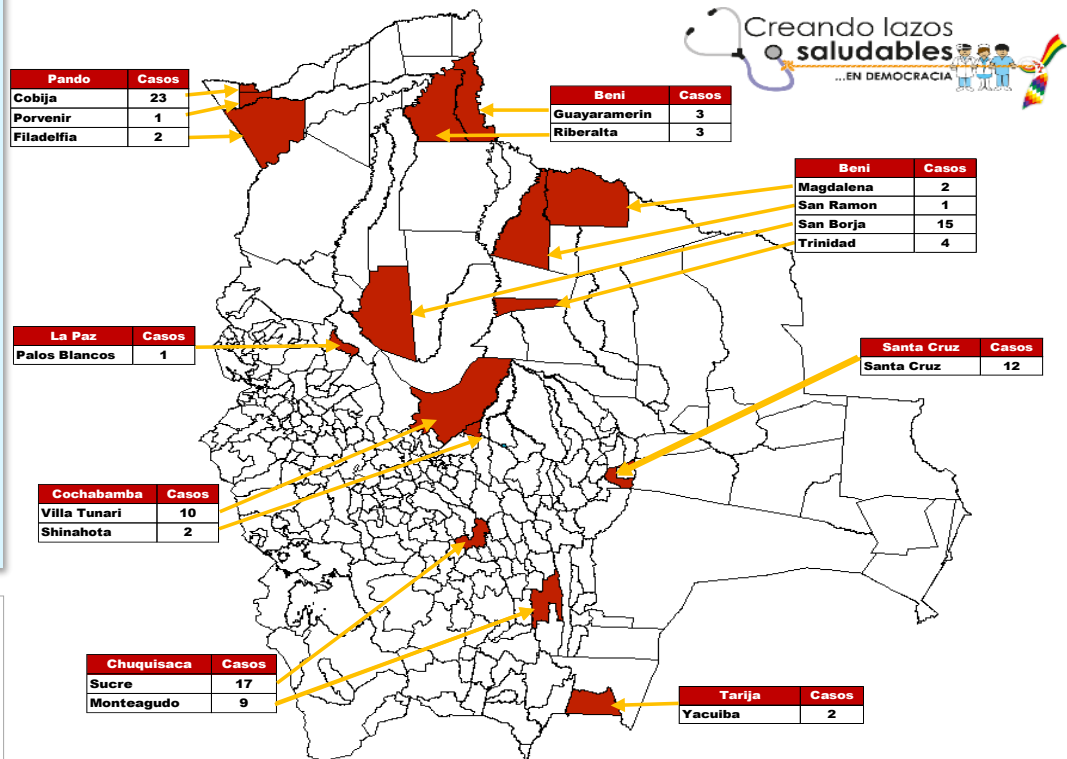 Creando lazos
saludables
...EN DEMOCRACIA
Pando Casos
Cobija 23
Porvenir 1
Filadelfia 2
Beni Casos
Guayaramerin 3
Riberalta 3
Beni Casos
Magdalena 2
San Ramon 1
San Borja 15
Trinidad 4
La Paz Casos
Palos Blancos 1
Santa Cruz Casos
Santa Cruz 12
Cochabamba Casos
Villa Tunari 10
Shinahota 2
Chuquisaca Casos
Sucre 17
Monteagudo 9
Tarija Casos
Yacuiba 2